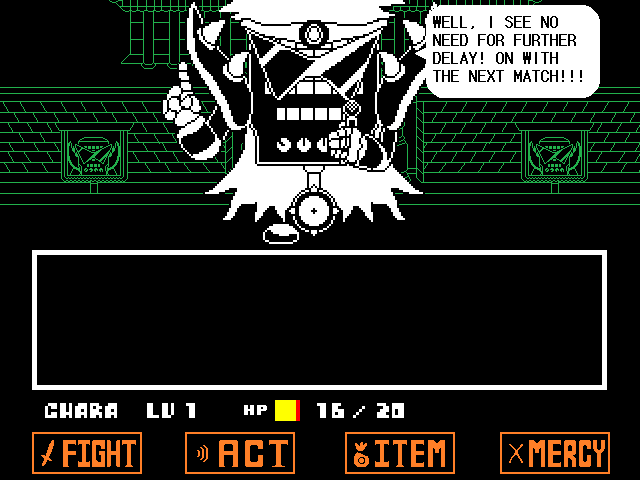 WELL, I SEE NO
NEED FOR FURTHER
DELAY! ON WITH
THE NEXT MATCH!!!
CHARA LV 1 HP 16 / 20
FIGHT ACT ITEM MERCY